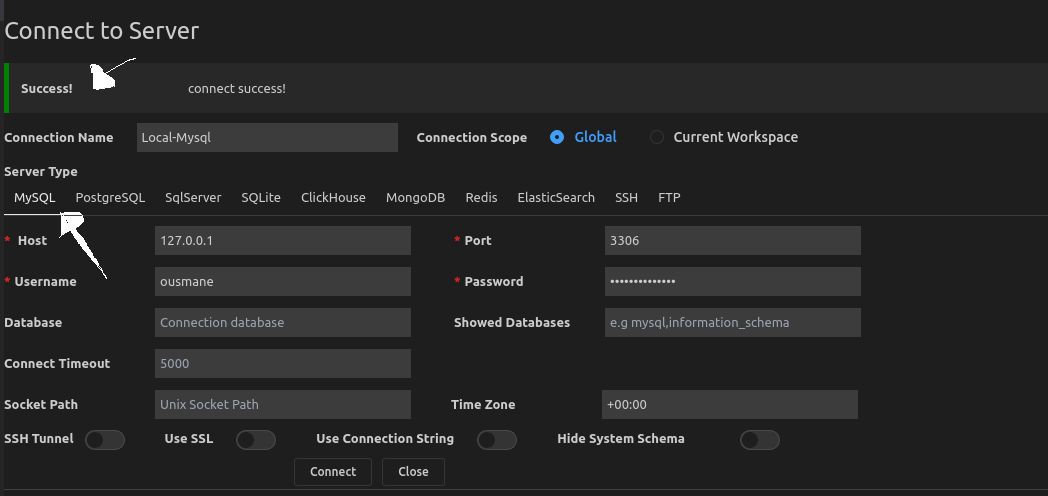 Connect to Server
Success! connect success!
Connection Name Local-Mysql Connection Scope Global Current Workspace
Server Type
MySQL PostgreSQL SqlServer SQLite ClickHouse MongoDB Redis ElasticSearch SSH FTP
* Host 127.0.0.1 * Port 3306
* Username ousmane * Password ••••••••••••••
Database Connection database Showed Databases e.g mysql,information_schema
Connect Timeout 5000
Socket Path Unix Socket Path Time Zone +00:00
SSH Tunnel Use SSL Use Connection String Hide System Schema
Connect Close